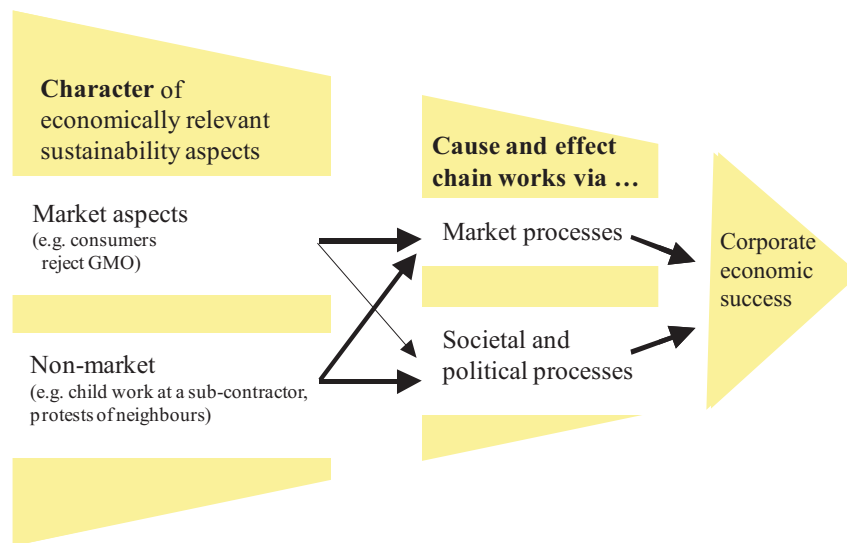 Character of
economically relevant
sustainability aspects
Market aspects
(e.g. consumers
reject GMO)
Non-market
(e.g. child work at a sub-contractor,
protests of neighbours)
Cause and effect
chain works via …
Market processes
Societal and
political processes
Corporate
economic
success